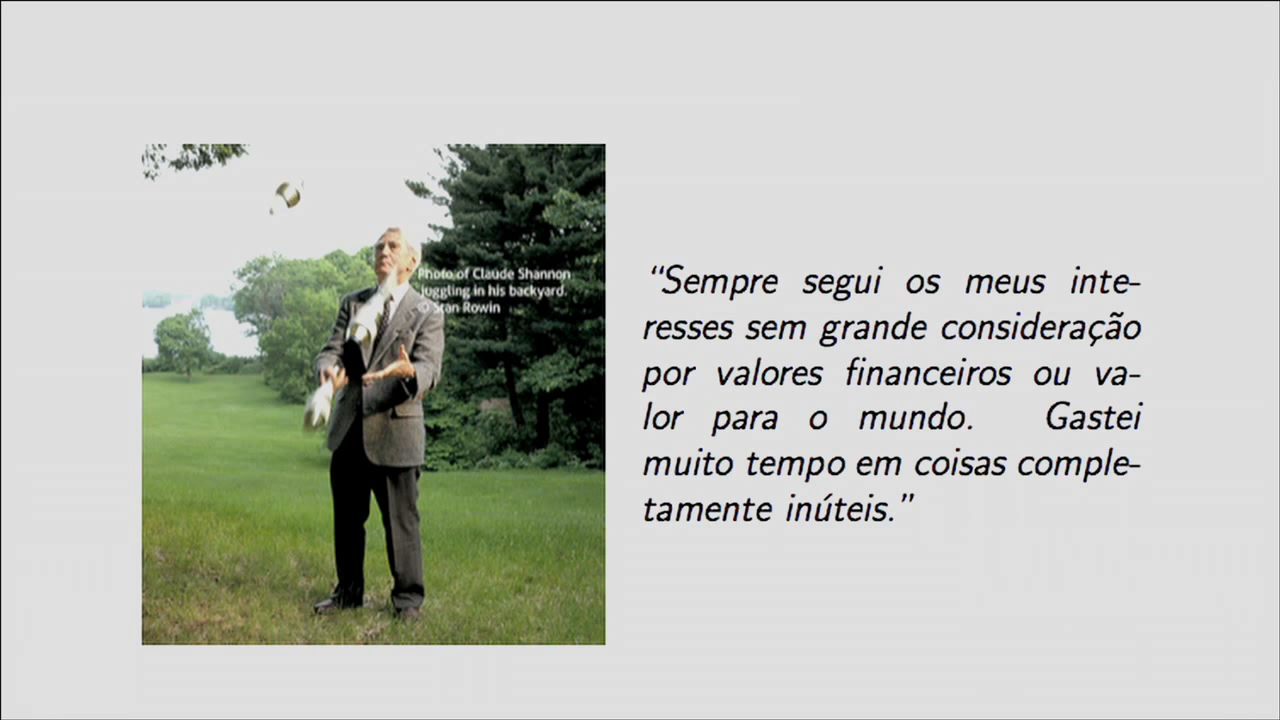 Photo of Claude Shannon
juggling in his backyard.
© Stan Rowin
“Sempre segui os meus inte-
resses sem grande consideração
por valores financeiros ou va-
lor para o mundo. Gastei
muito tempo em coisas comple-
tamente inúteis.”